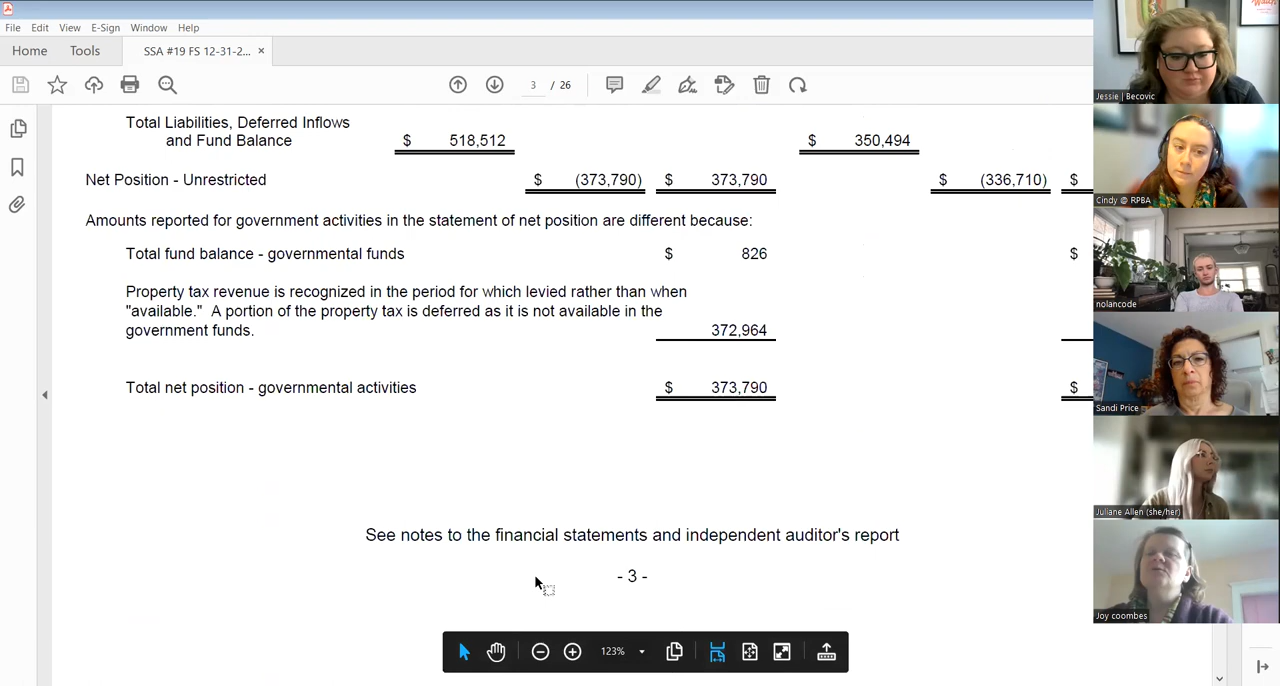 File Edit View E-Sign Window Help
Home Tools SSA #19 FS 12-31-2... ×
3 / 26
Total Liabilities, Deferred Inflows
and Fund Balance $ 518,512 $ 350,494
Net Position - Unrestricted $ (373,790) $ 373,790 $ (336,710) $
Amounts reported for government activities in the statement of net position are different because:
Total fund balance - governmental funds $ 826 $
Property tax revenue is recognized in the period for which levied rather than when
"available." A portion of the property tax is deferred as it is not available in the
government funds. 372,964
Total net position - governmental activities $ 373,790 $
See notes to the financial statements and independent auditor's report
- 3 -
123%
Jessie | Becovic
Cindy @ RPBA
nolancode
Sandi Price
Juliane Allen (she/her)
Joy coombes